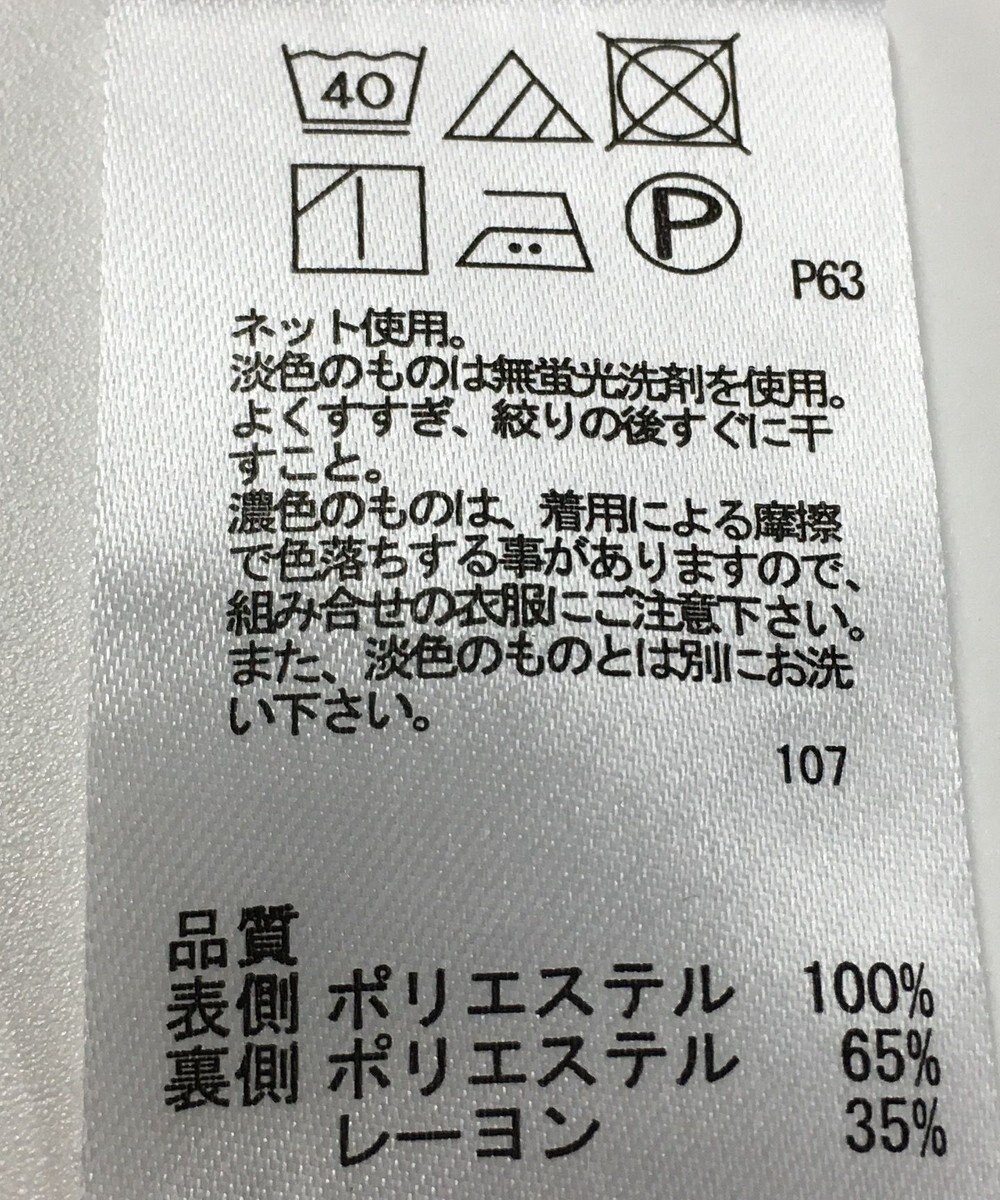 40
P
P63
ネット使用。
淡色のものは無蛍光洗剤を使用。
よくすすぎ、絞りの後すぐに干
すこと。
濃色のものは、着用による摩擦
で色落ちする事がありますので、
組み合せの衣服にご注意下さい。
また、淡色のものとは別にお洗
い下さい。
107
品質
表側 ポリエステル 100%
裏側 ポリエステル 65%
レーヨン 35%